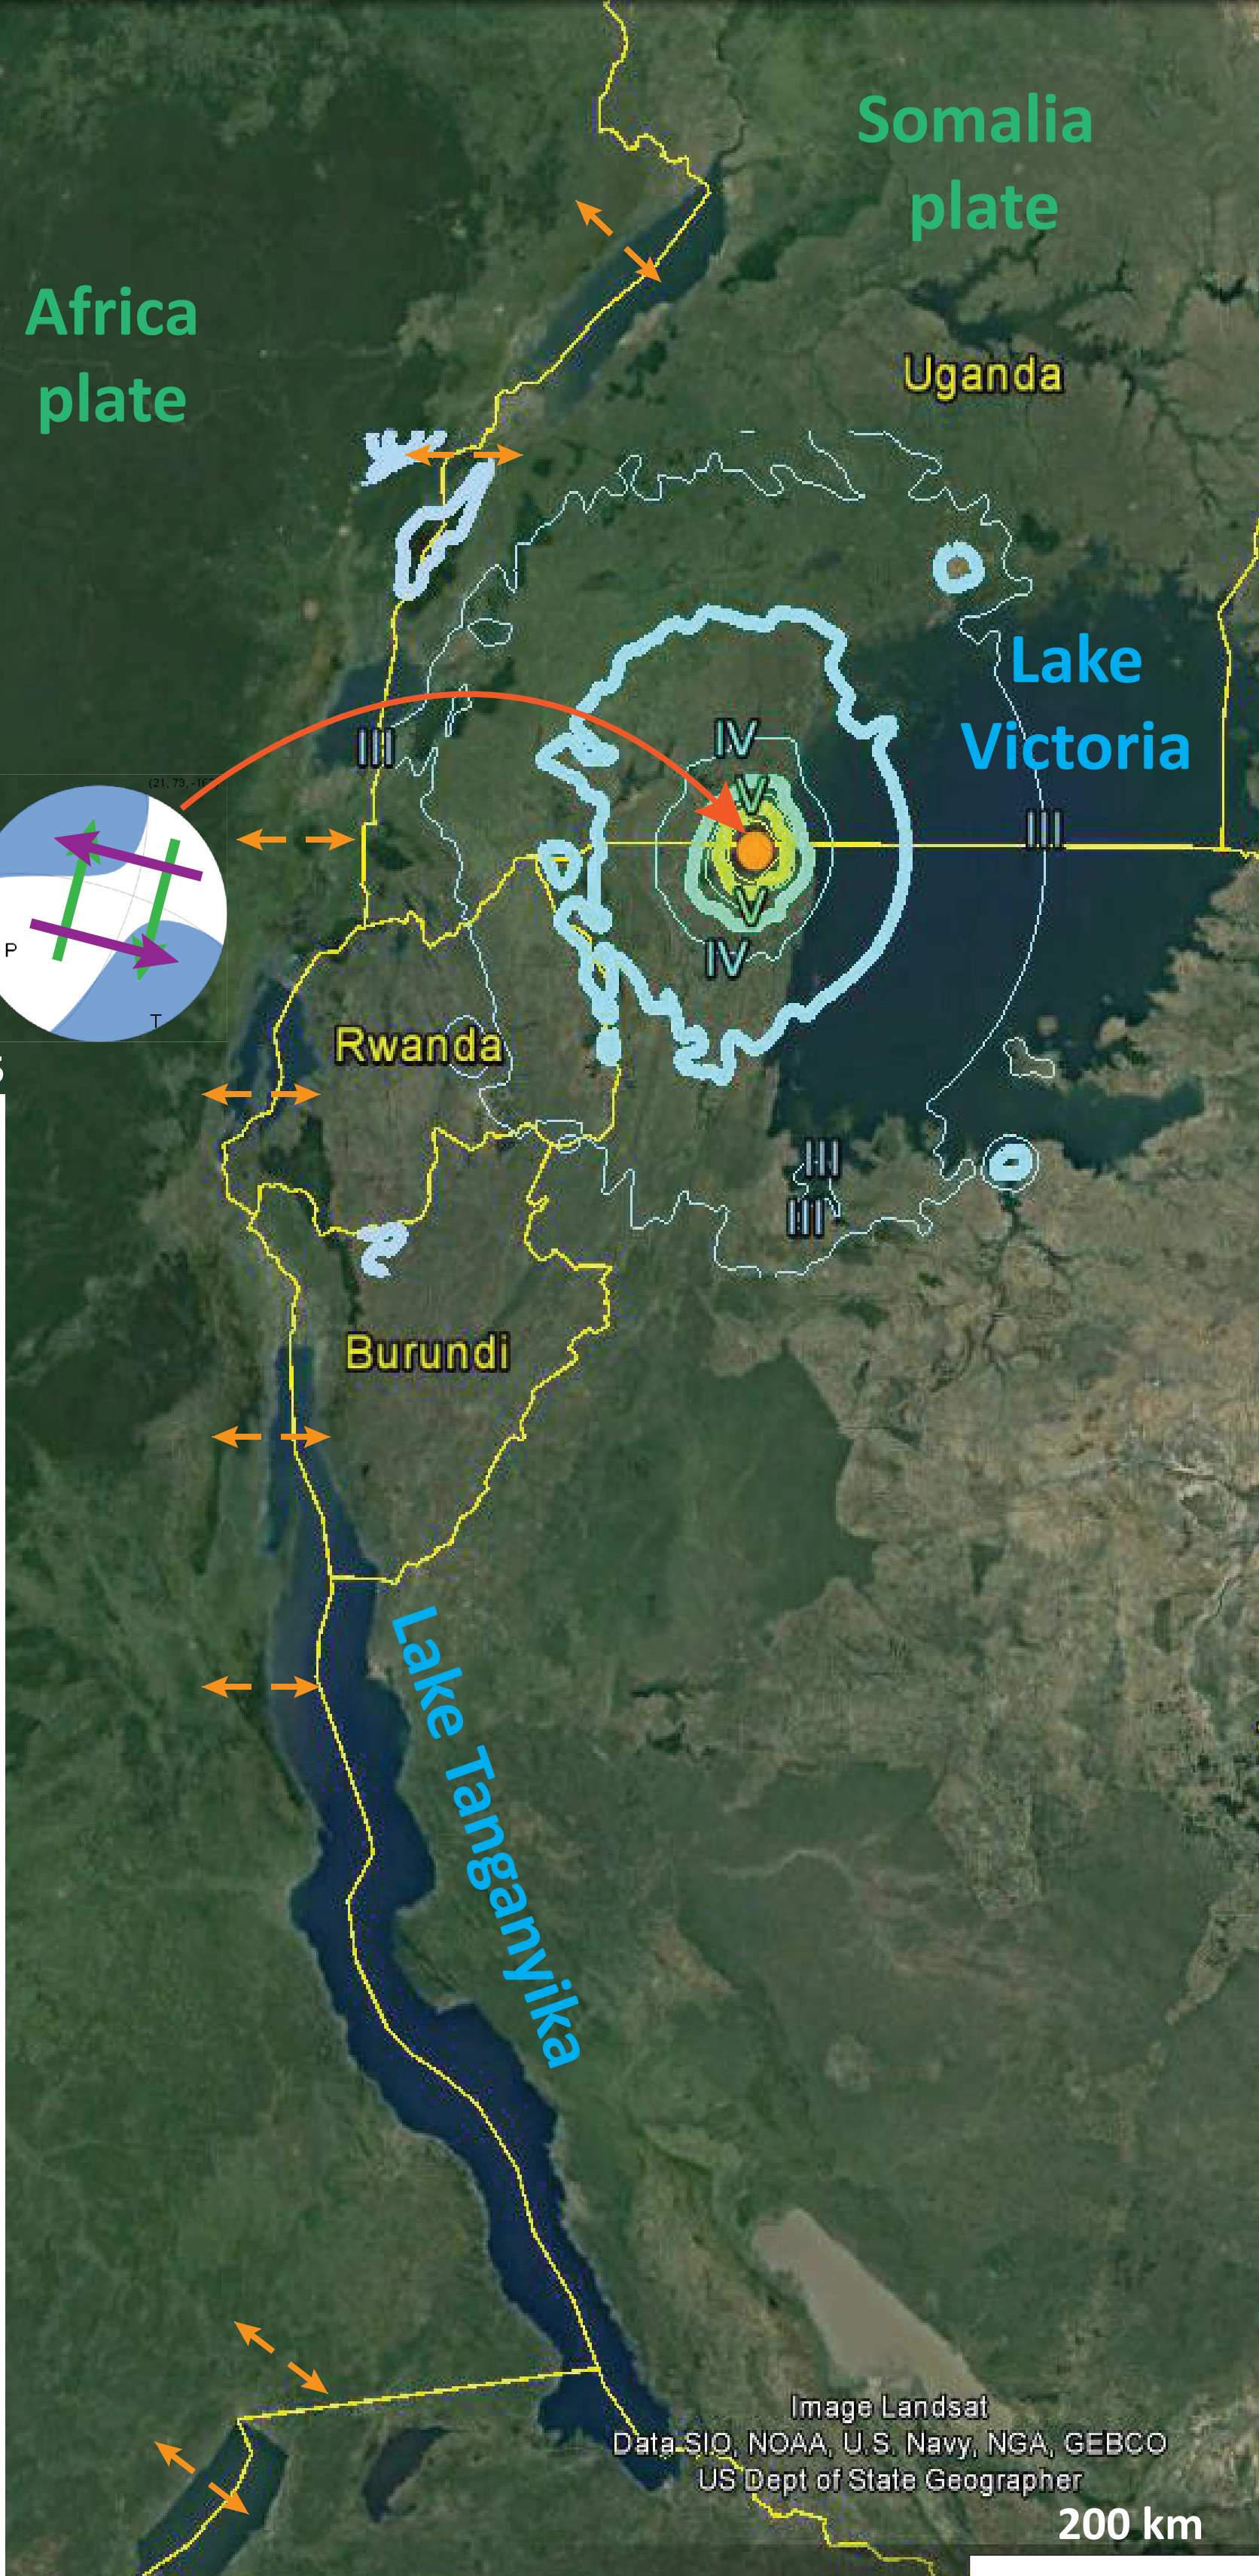 Somalia
plate
Africa
plate
Uganda
Lake
Victoria
IV
III
V
III
V
IV
P
T
Rwanda
III
III
Burundi
Lake Tanganyika
Image Landsat
Data SIO, NOAA, U.S. Navy, NGA, GEBCO
US Dept of State Geographer
200 km